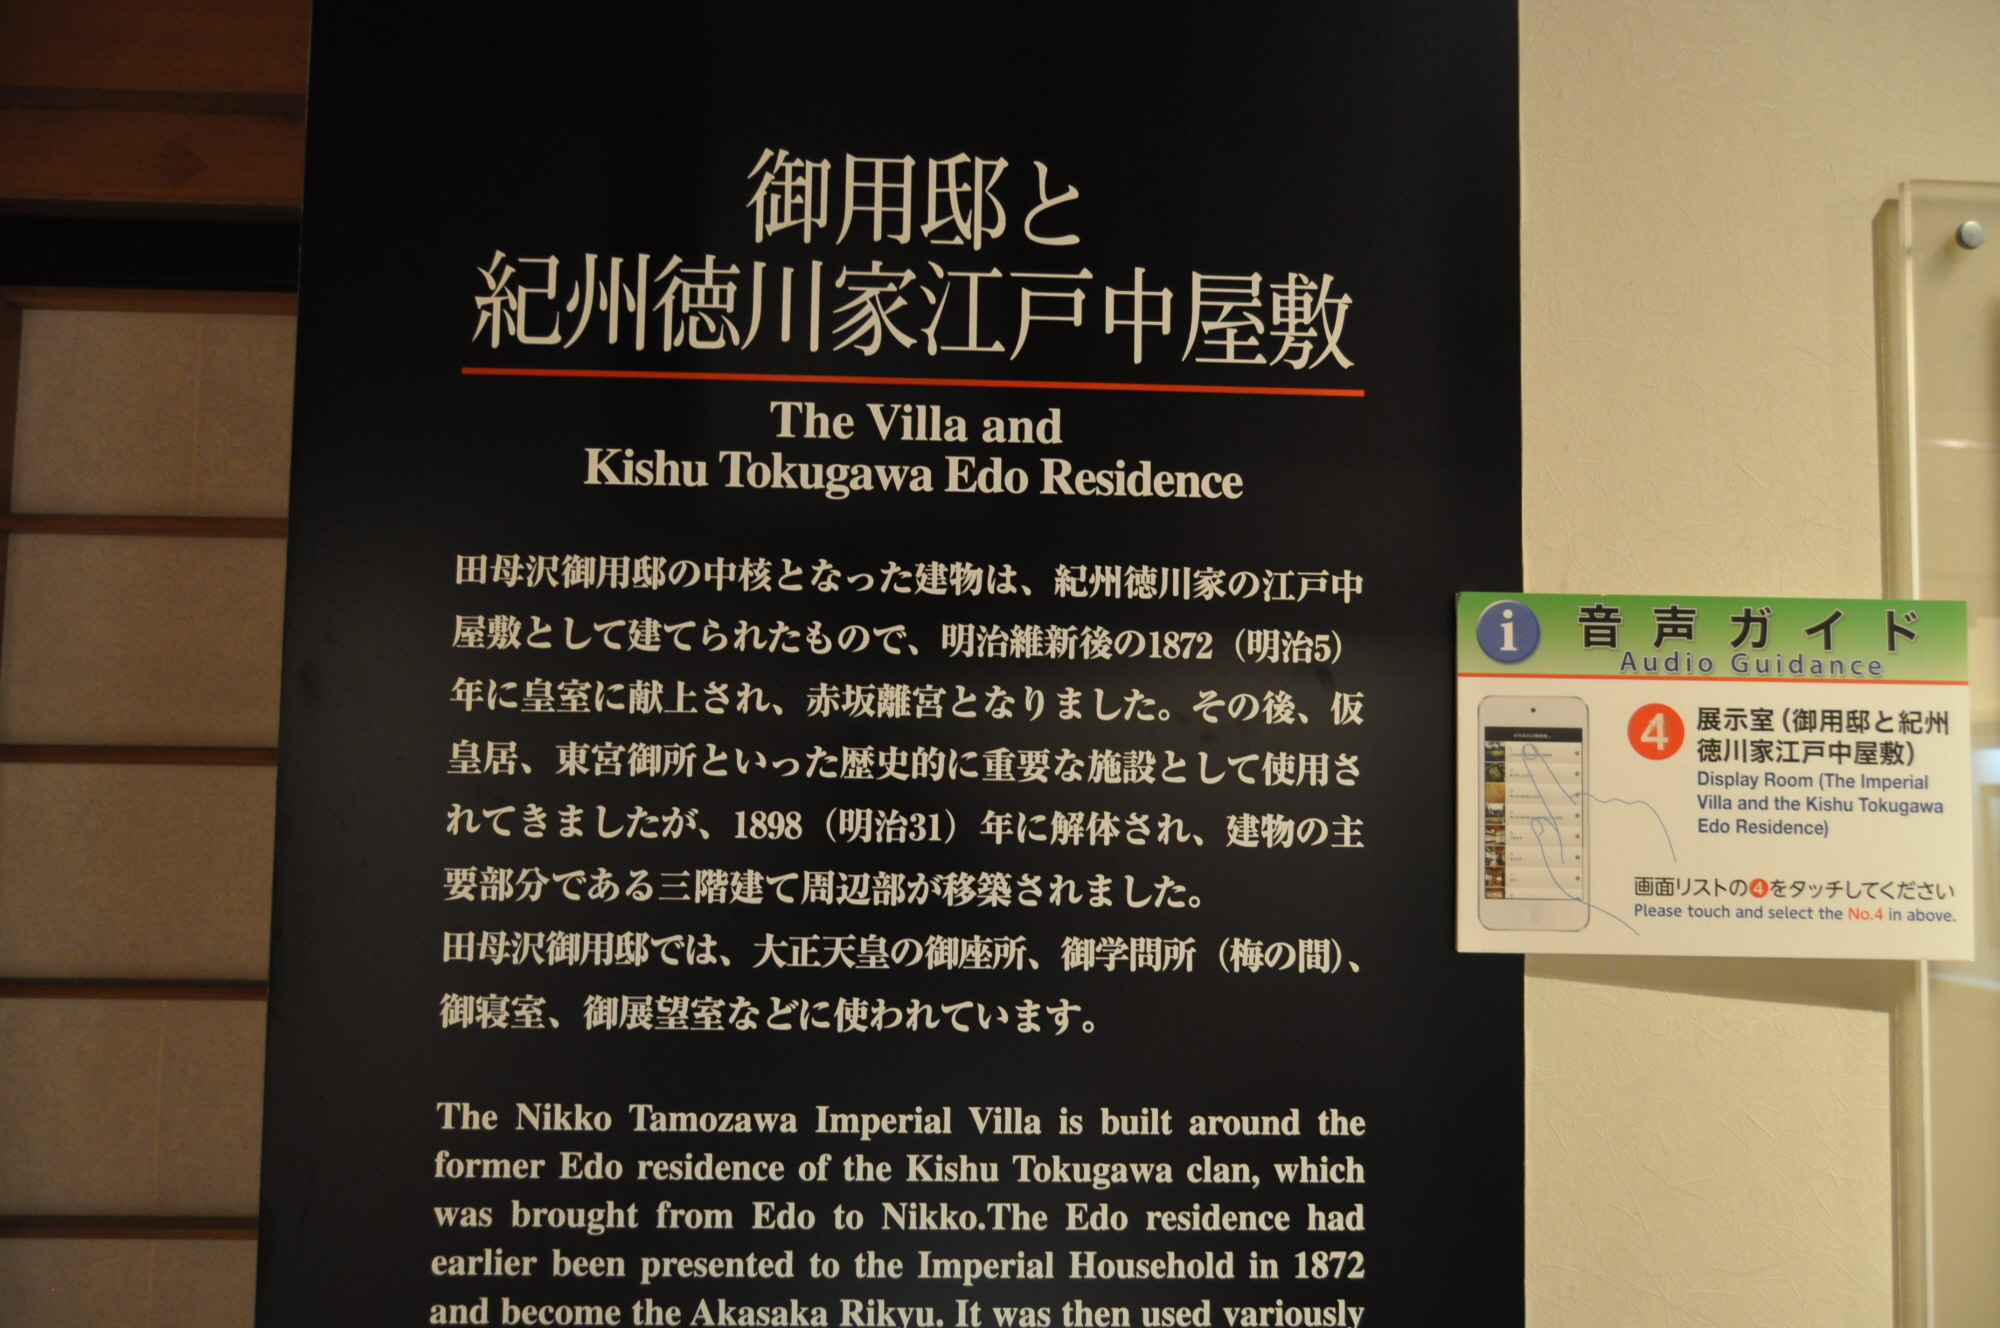 御用邸と
紀州徳川家江戸中屋敷
The Villa and
Kishu Tokugawa Edo Residence
田母沢御用邸の中核となった建物は、紀州徳川家の江戸中
屋敷として建てられたもので、明治維新後の1872（明治5）
年に皇室に献上され、赤坂離宮となりました。その後、仮
皇居、東宮御所といった歴史的に重要な施設として使用さ
れてきましたが、1898（明治31）年に解体され、建物の主
要部分である三階建て周辺部が移築されました。
田母沢御用邸では、大正天皇の御座所、御学問所（梅の間）、
御寝室、御展望室などに使われています。
The Nikko Tamozawa Imperial Villa is built around the
former Edo residence of the Kishu Tokugawa clan, which
was brought from Edo to Nikko.The Edo residence had
earlier been presented to the Imperial Household in 1872
and become the Akasaka Rikyu. It was then used variously
i 音声ガイド
Audio Guidance
4 展示室（御用邸と紀州
徳川家江戸中屋敷）
Display Room (The Imperial
Villa and the Kishu Tokugawa
Edo Residence)
画面リストの4をタッチしてください
Please touch and select the No.4 in above.